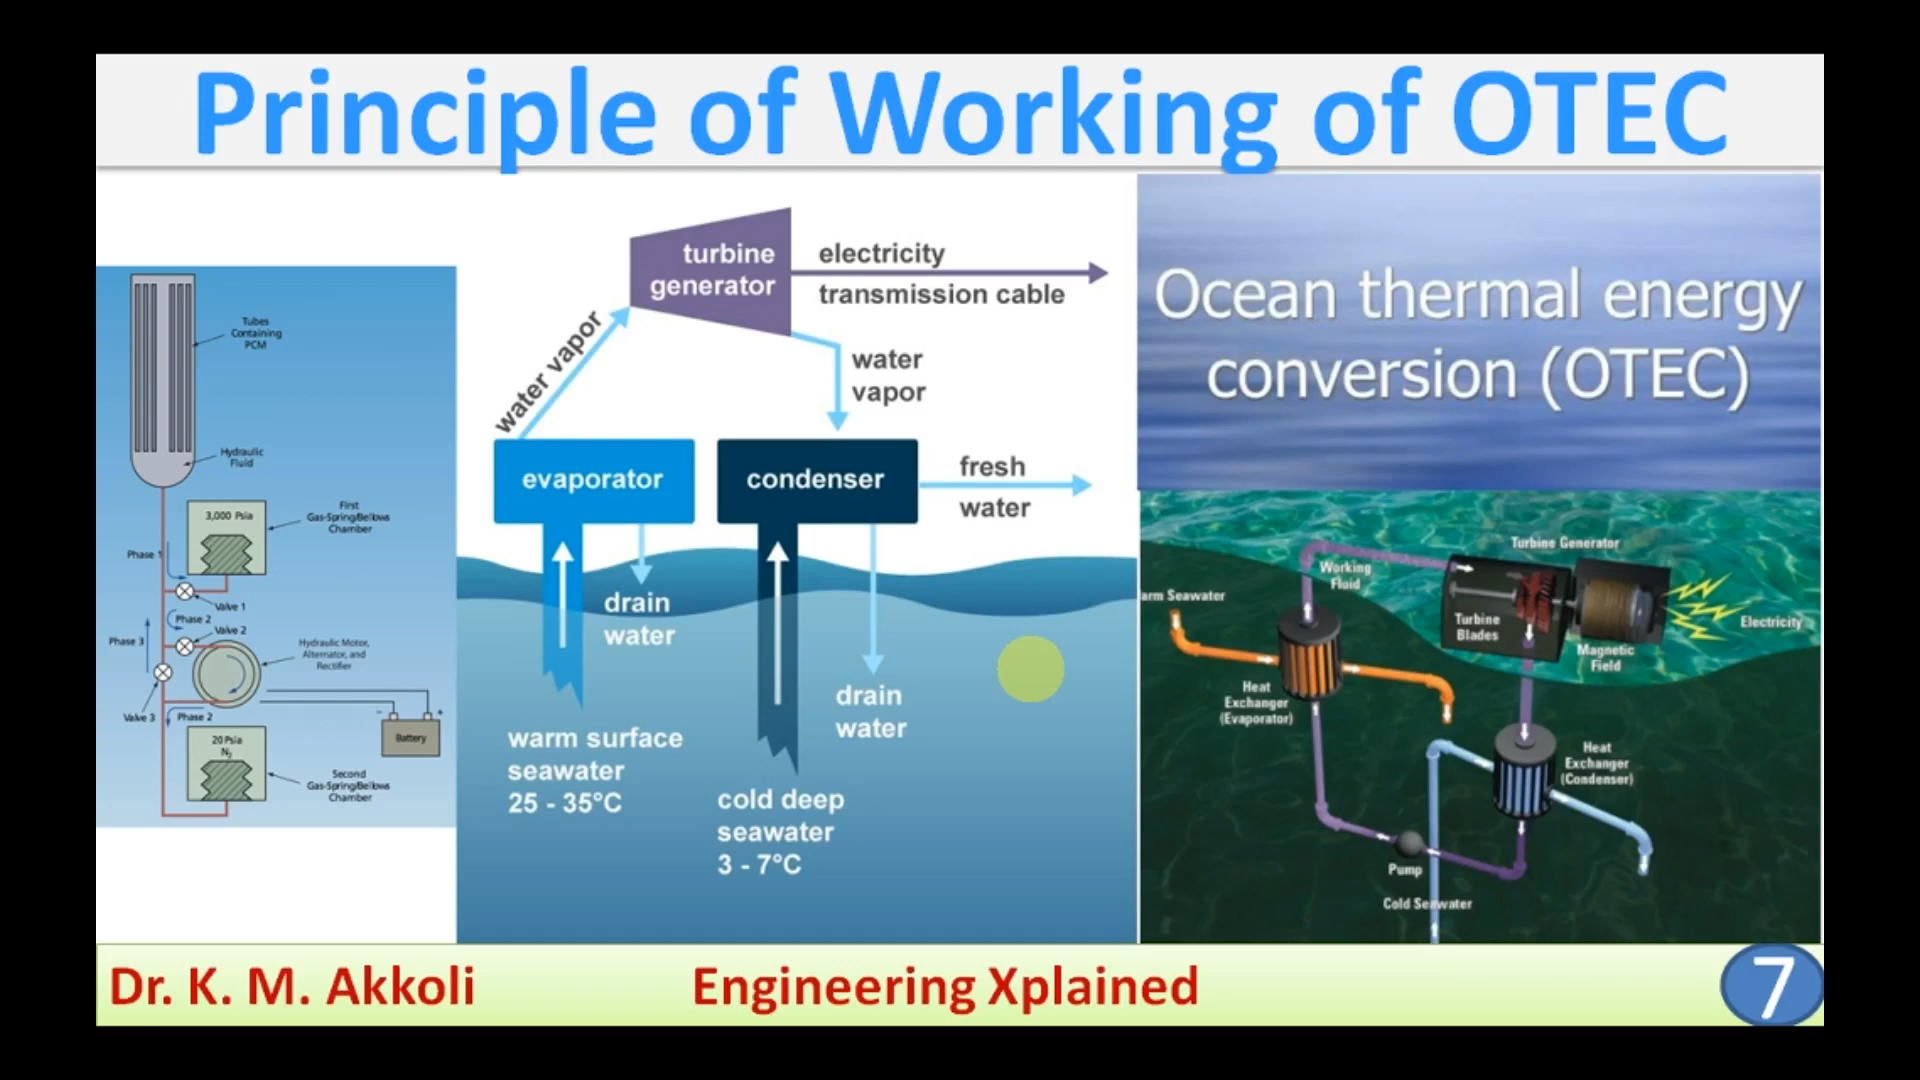 Principle of Working of OTEC
Tubes
Containing
PCM
Hydraulic
Fluid
3,000 Psia
First
Gas-Spring/Bellows
Chamber
Phase 1
Valve 1
Phase 2
Valve 2
Phase 3
Hydraulic Motor,
Alternator, and
Rectifier
Valve 3
Phase 2
- +
Battery
20 Psia
N2
Second
Gas-Spring/Bellows
Chamber
turbine
generator
electricity
transmission cable
water vapor
water
vapor
evaporator
condenser
fresh
water
drain
water
drain
water
warm surface
seawater
25 - 35°C
cold deep
seawater
3 - 7°C
Ocean thermal energy
conversion (OTEC)
Turbine Generator
Working
Fluid
arm Seawater
Turbine
Blades
Electricity
Magnetic
Field
Heat
Exchanger
(Evaporator)
Heat
Exchanger
(Condenser)
Pump
Cold Seawater
Dr. K. M. Akkoli
Engineering Xplained
7